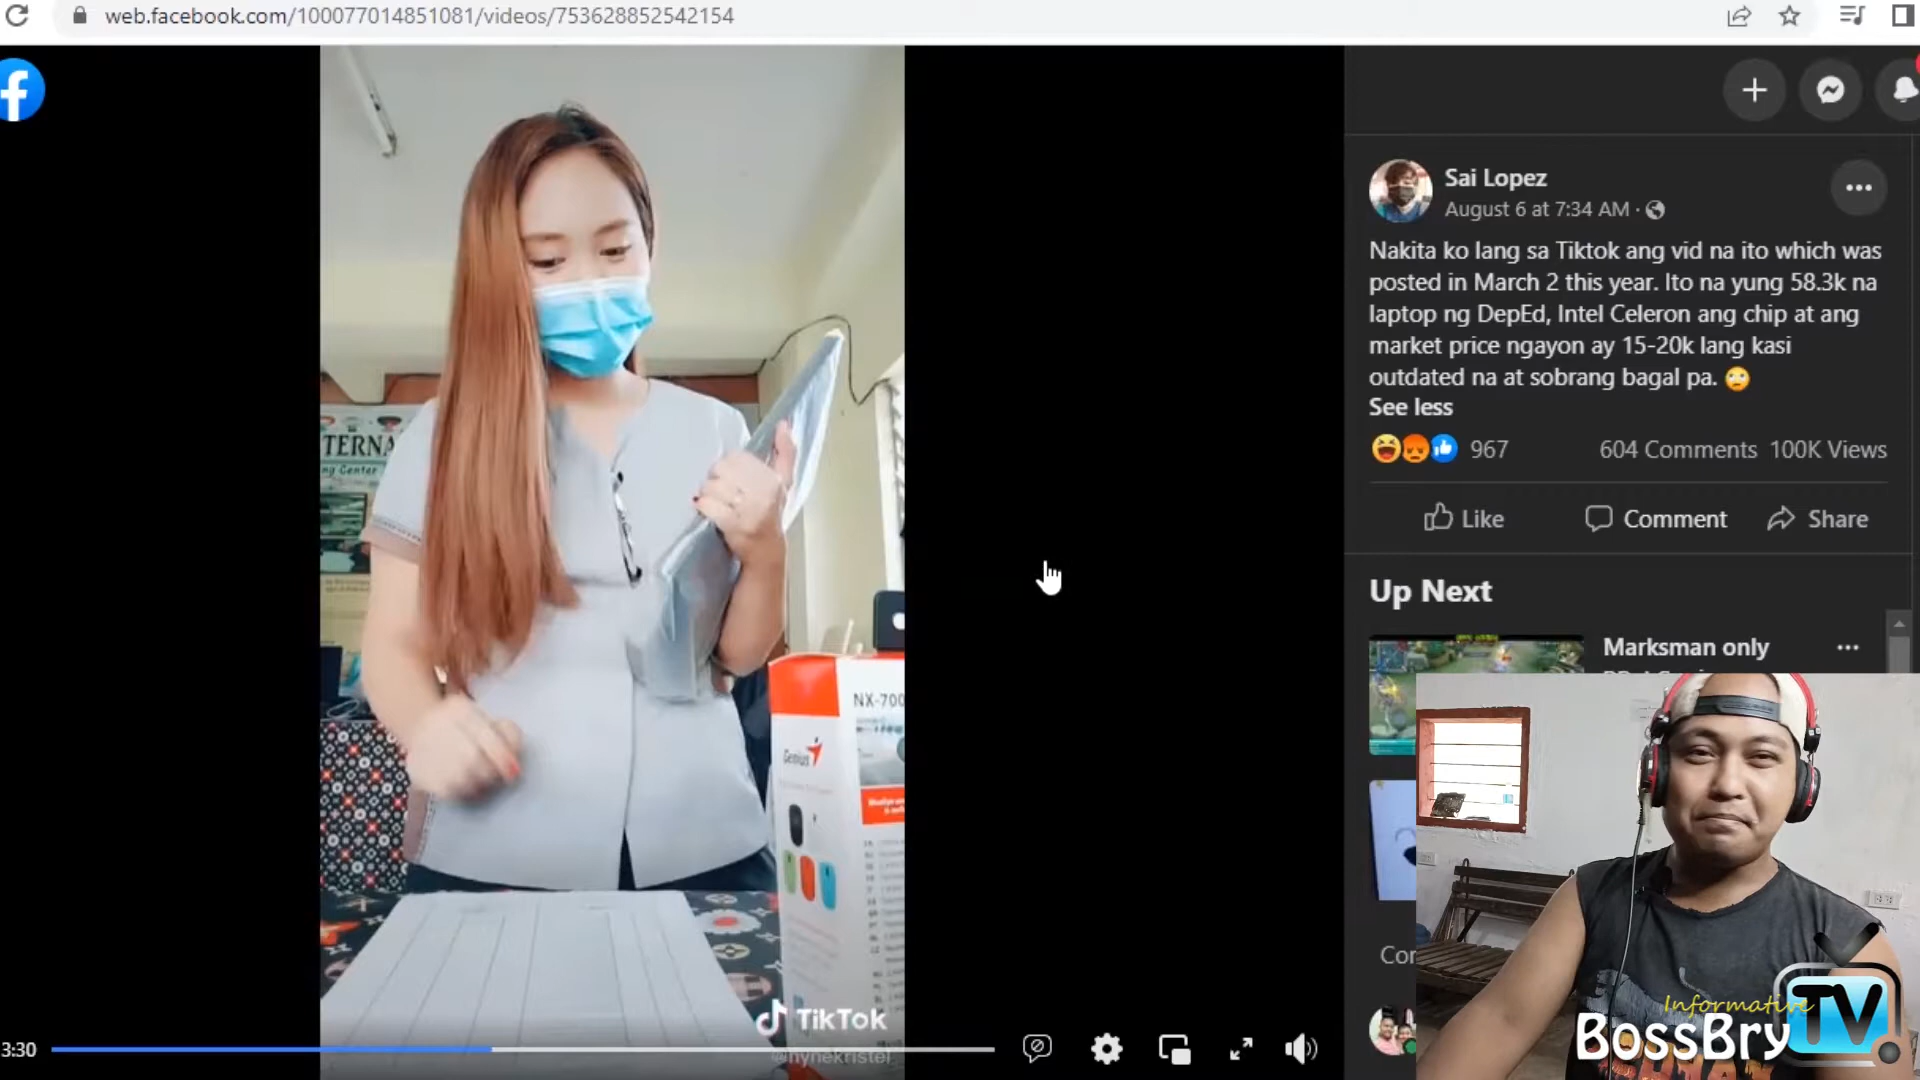 web.facebook.com/100077014851081/videos/753628852542154
Sai Lopez
August 6 at 7:34 AM ·
Nakita ko lang sa Tiktok ang vid na ito which was
posted in March 2 this year. Ito na yung 58.3k na
laptop ng DepEd, Intel Celeron ang chip at ang
market price ngayon ay 15-20k lang kasi
outdated na at sobrang bagal pa.
See less
967
604 Comments
100K Views
Like
Comment
Share
Up Next
Marksman only
TERNA
ng Center
NX-700
Genius
TikTok
@hynekristel
3:30
Cor
Informative
BossBry
TV